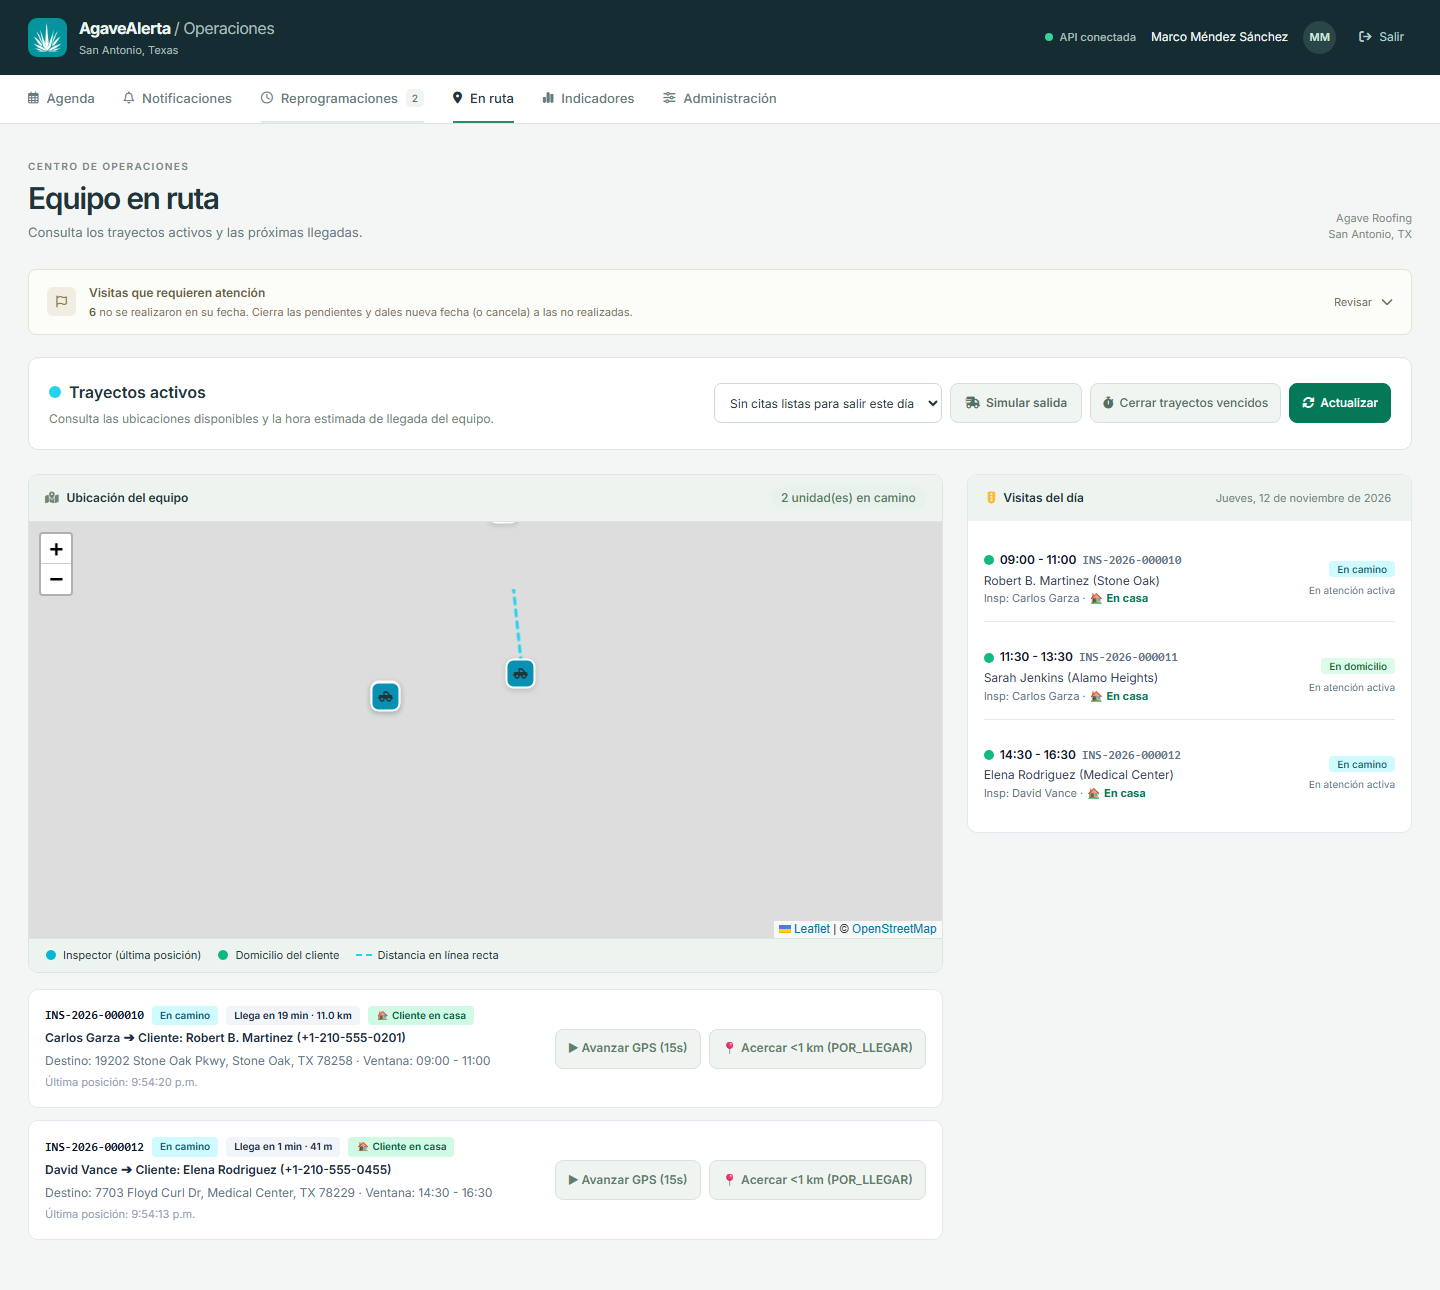 AgaveAlerta / Operaciones
San Antonio, Texas
API conectada
Marco Méndez Sánchez
MM
Salir
Agenda
Notificaciones
Reprogramaciones 2
En ruta
Indicadores
Administración
CENTRO DE OPERACIONES
Equipo en ruta
Consulta los trayectos activos y las próximas llegadas.
Agave Roofing
San Antonio, TX
Visitas que requieren atención
6 no se realizaron en su fecha. Cierra las pendientes y dales nueva fecha (o cancela) a las no realizadas.
Revisar
Trayectos activos
Consulta las ubicaciones disponibles y la hora estimada de llegada del equipo.
Sin citas listas para salir este día
Simular salida
Cerrar trayectos vencidos
Actualizar
Ubicación del equipo
2 unidad(es) en camino
+
−
Leaflet | © OpenStreetMap
Inspector (última posición)
Domicilio del cliente
Distancia en línea recta
Visitas del día
Jueves, 12 de noviembre de 2026
09:00 - 11:00 INS-2026-000010
Robert B. Martinez (Stone Oak)
Insp: Carlos Garza · En casa
En camino
En atención activa
11:30 - 13:30 INS-2026-000011
Sarah Jenkins (Alamo Heights)
Insp: Carlos Garza · En casa
En domicilio
En atención activa
14:30 - 16:30 INS-2026-000012
Elena Rodriguez (Medical Center)
Insp: David Vance · En casa
En camino
En atención activa
INS-2026-000010 En camino Llega en 19 min · 11.0 km Cliente en casa
Carlos Garza ➔ Cliente: Robert B. Martinez (+1-210-555-0201)
Destino: 19202 Stone Oak Pkwy, Stone Oak, TX 78258 · Ventana: 09:00 - 11:00
Última posición: 9:54:20 p.m.
Avanzar GPS (15s)
Acercar <1 km (POR_LLEGAR)
INS-2026-000012 En camino Llega en 1 min · 41 m Cliente en casa
David Vance ➔ Cliente: Elena Rodriguez (+1-210-555-0455)
Destino: 7703 Floyd Curl Dr, Medical Center, TX 78229 · Ventana: 14:30 - 16:30
Última posición: 9:54:13 p.m.
Avanzar GPS (15s)
Acercar <1 km (POR_LLEGAR)